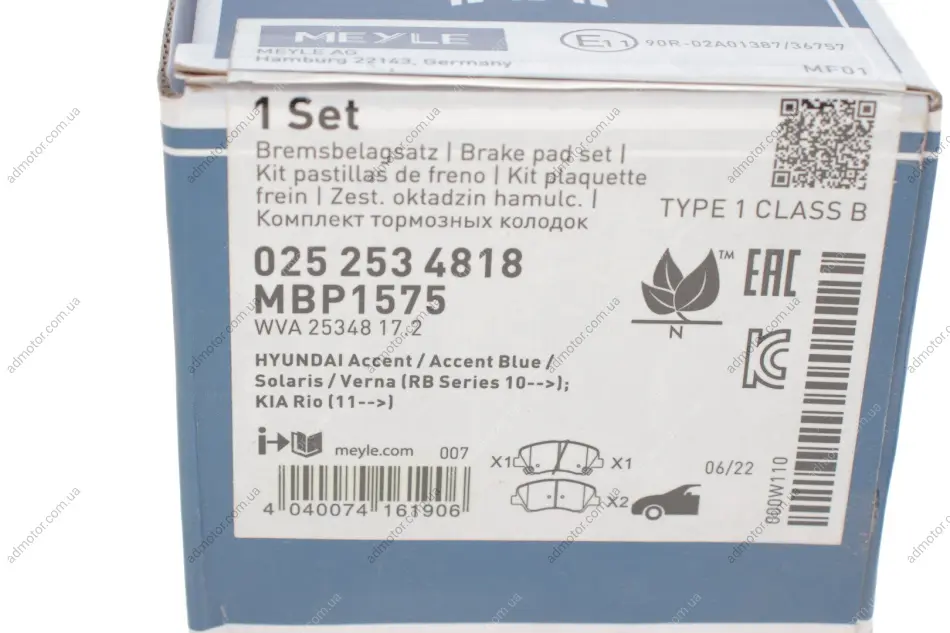 MEYLE
MEYLE AG
Hamburg 22143, Germany
E11 90R-02A01387/36757
MF01
1 Set
Bremsbelagsatz | Brake pad set |
Kit pastillas de freno | Kit plaquette
frein | Zest. okładzin hamulc. |
Комплект тормозных колодок
TYPE 1 CLASS B
025 253 4818
MBP1575
WVA 25348 17.2
™
N
EAC
HYUNDAI Accent / Accent Blue /
Solaris / Verna (RB Series 10-->);
KIA Rio (11-->)
i
meyle.com 007
X1 X1
X2
06/22
4 040074 161906
600W110
admotor.com.ua